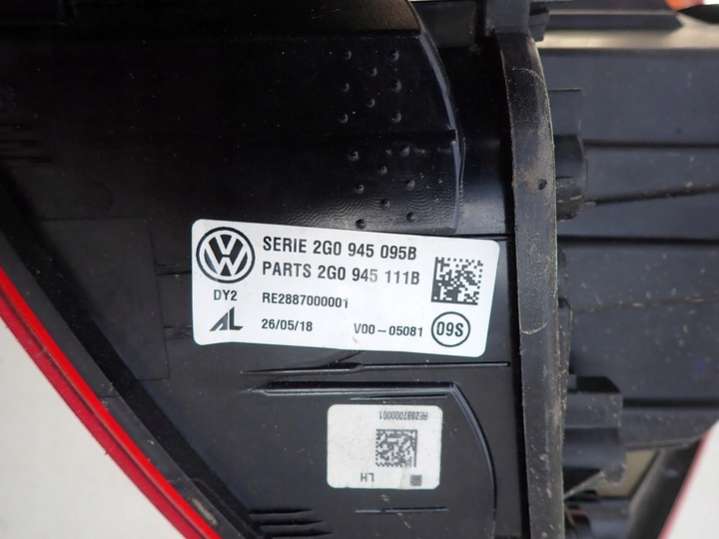 SERIE 2G0 945 095B
PARTS 2G0 945 111B
DY2 RE2887000001
AL 26/05/18 V00-05081 09S
RE2887000001
LH